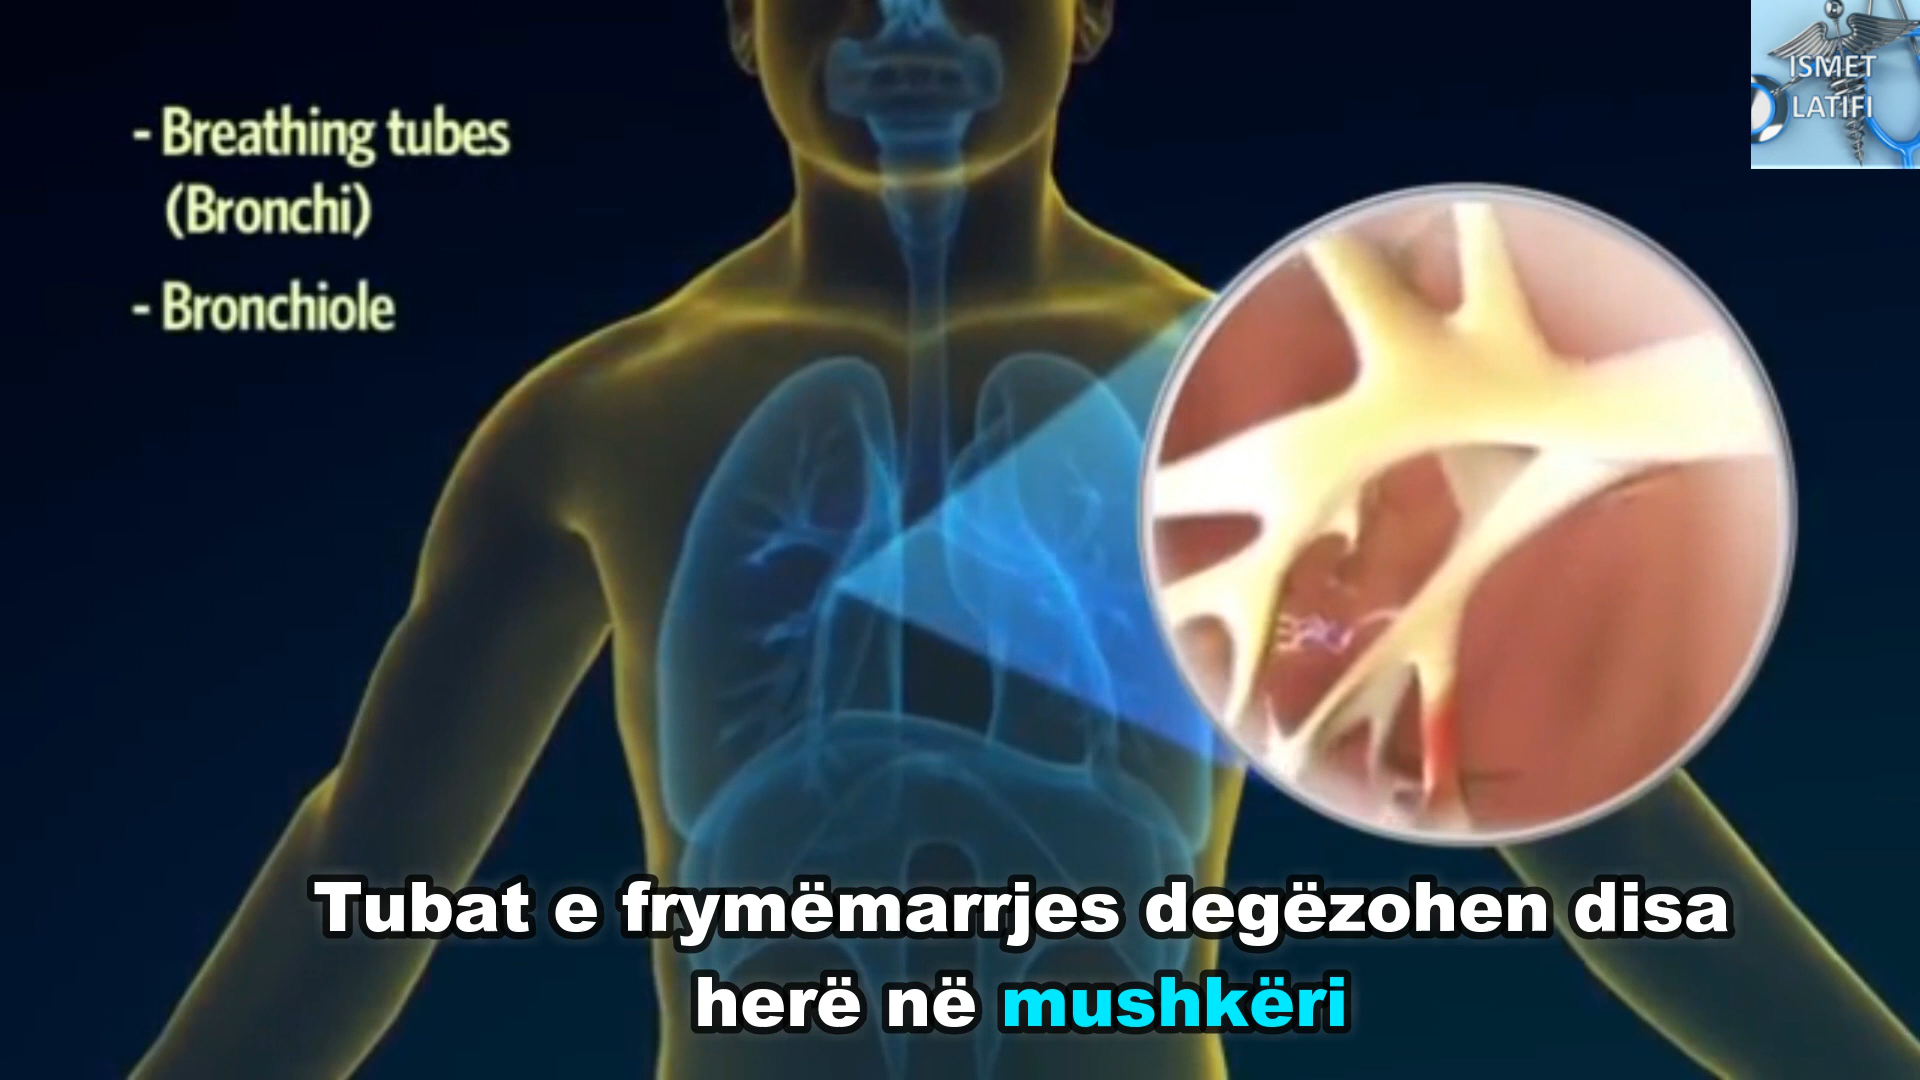 - Breathing tubes
(Bronchi)
- Bronchiole
ISMET
LATIFI
Tubat e frymëmarrjes degëzohen disa
herë në mushkëri